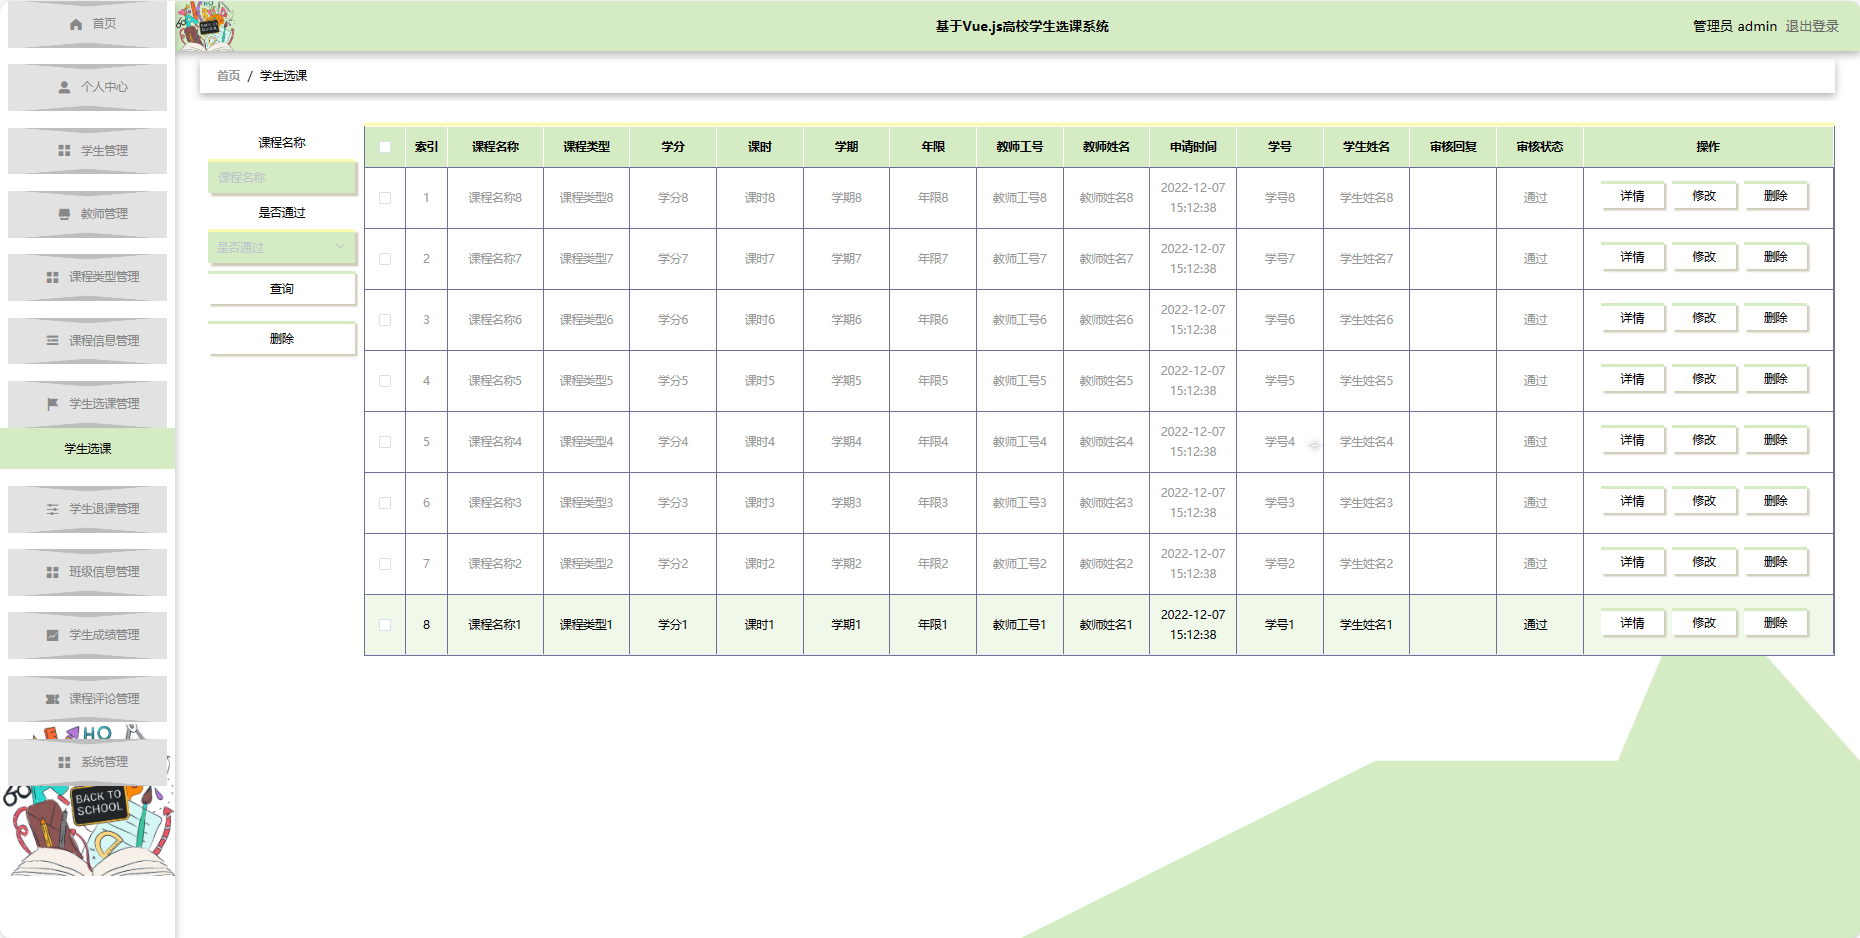 基于Vue.js高校学生选课系统
管理员 admin 退出登录
首页
个人中心
学生管理
教师管理
课程类型管理
课程信息管理
学生选课管理
学生选课
学生退课管理
班级信息管理
学生成绩管理
课程评论管理
系统管理
BACK TO
SCHOOL
首页 / 学生选课
课程名称
课程名称
是否通过
是否通过
查询
删除
索引 课程名称 课程类型 学分 课时 学期 年限 教师工号 教师姓名 申请时间 学号 学生姓名 审核回复 审核状态 操作
1 课程名称8 课程类型8 学分8 课时8 学期8 年限8 教师工号8 教师姓名8 2022-12-07 15:12:38 学号8 学生姓名8 通过 详情 修改 删除
2 课程名称7 课程类型7 学分7 课时7 学期7 年限7 教师工号7 教师姓名7 2022-12-07 15:12:38 学号7 学生姓名7 通过 详情 修改 删除
3 课程名称6 课程类型6 学分6 课时6 学期6 年限6 教师工号6 教师姓名6 2022-12-07 15:12:38 学号6 学生姓名6 通过 详情 修改 删除
4 课程名称5 课程类型5 学分5 课时5 学期5 年限5 教师工号5 教师姓名5 2022-12-07 15:12:38 学号5 学生姓名5 通过 详情 修改 删除
5 课程名称4 课程类型4 学分4 课时4 学期4 年限4 教师工号4 教师姓名4 2022-12-07 15:12:38 学号4 学生姓名4 通过 详情 修改 删除
6 课程名称3 课程类型3 学分3 课时3 学期3 年限3 教师工号3 教师姓名3 2022-12-07 15:12:38 学号3 学生姓名3 通过 详情 修改 删除
7 课程名称2 课程类型2 学分2 课时2 学期2 年限2 教师工号2 教师姓名2 2022-12-07 15:12:38 学号2 学生姓名2 通过 详情 修改 删除
8 课程名称1 课程类型1 学分1 课时1 学期1 年限1 教师工号1 教师姓名1 2022-12-07 15:12:38 学号1 学生姓名1 通过 详情 修改 删除